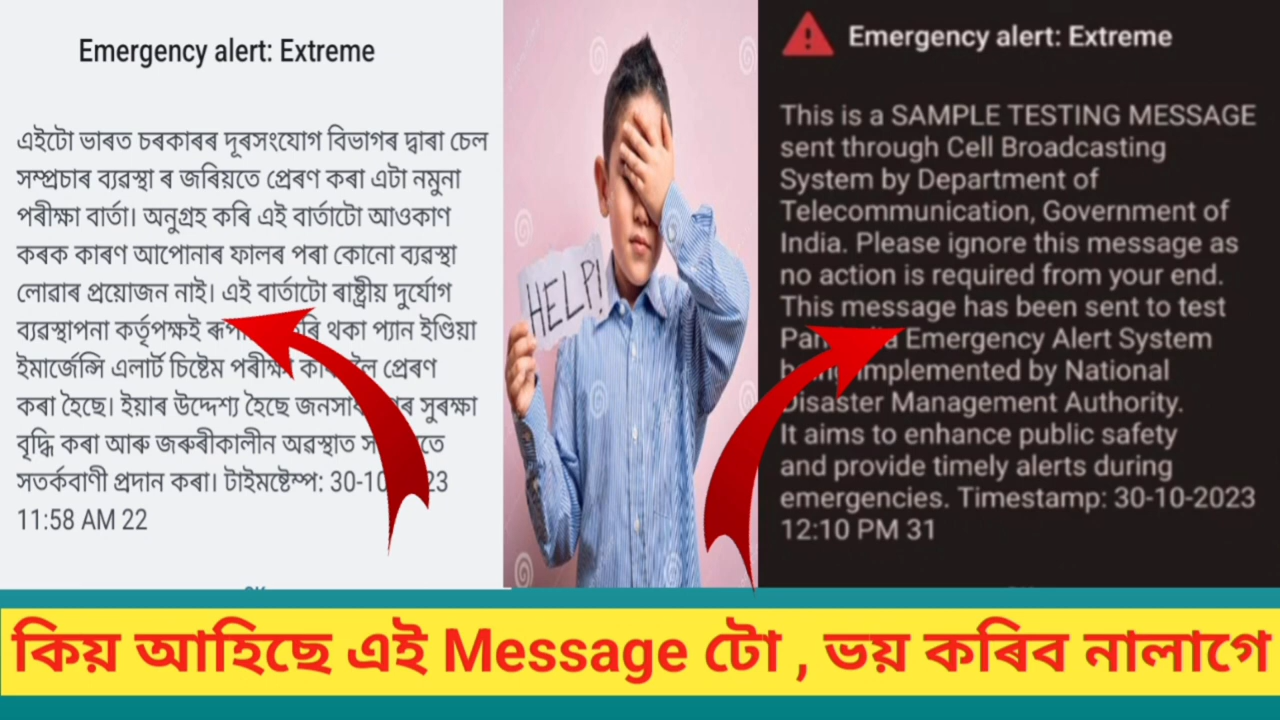 Emergency alert: Extreme
এইটো ভাৰত চৰকাৰৰ দূৰসংযোগ বিভাগৰ দ্বাৰা চেল
সম্প্ৰচাৰ ব্যৱস্থা ৰ জৰিয়তে প্ৰেৰণ কৰা এটা নমুনা
পৰীক্ষা বাৰ্তা। অনুগ্ৰহ কৰি এই বাৰ্তাটো আওকাণ
কৰক কাৰণ আপোনাৰ ফালৰ পৰা কোনো ব্যৱস্থা
লোৱাৰ প্ৰয়োজন নাই। এই বাৰ্তাটো ৰাষ্ট্ৰীয় দুৰ্যোগ
ব্যৱস্থাপনা কৰ্তৃপক্ষই থকা প্যান ইণ্ডিয়া
ইমাৰ্জেন্সি এলাৰ্ট চিষ্টেম প্ৰেৰণ
কৰা হৈছে। ইয়াৰ উদ্দেশ্য হৈছে সুৰক্ষা
বৃদ্ধি কৰা আৰু জৰুৰীকালীন অৱস্থাত
সতৰ্কবাণী প্ৰদান কৰা। টাইমষ্টেম্প:
11:58 AM 22
HELP!
Emergency alert: Extreme
This is a SAMPLE TESTING MESSAGE
sent through Cell Broadcasting
System by Department of
Telecommunication, Government of
India. Please ignore this message as
no action is required from your end.
This message has been sent to test
Emergency Alert System
implemented by National
Disaster Management Authority.
It aims to enhance public safety
and provide timely alerts during
emergencies. Timestamp: 30-10-2023
12:10 PM 31
কিয় আহিছে এই Message টো , ভয় কৰিব নালাগে